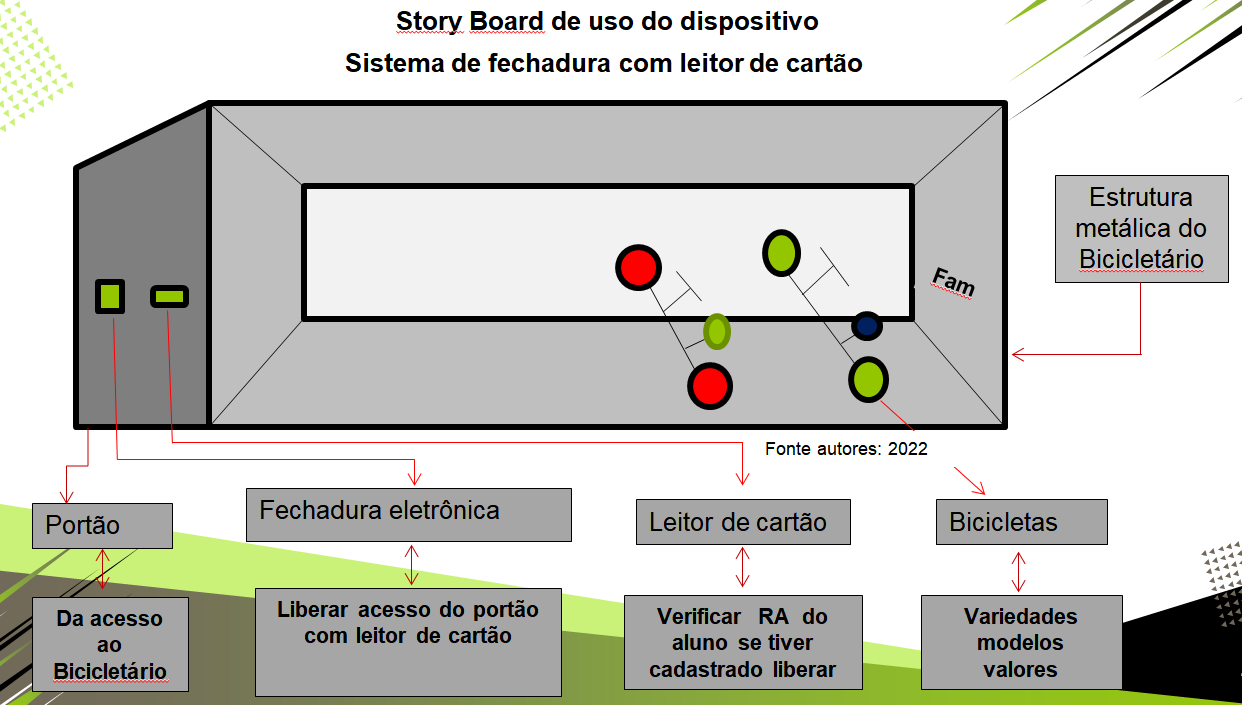 Story Board de uso do dispositivo
Sistema de fechadura com leitor de cartão
Estrutura
metálica do
Bicicletário
Fam
Fonte autores: 2022
Portão
Fechadura eletrônica
Leitor de cartão
Bicicletas
Da acesso
ao
Bicicletário
Liberar acesso do portão
com leitor de cartão
Verificar RA do
aluno se tiver
cadastrado liberar
Variedades
modelos
valores